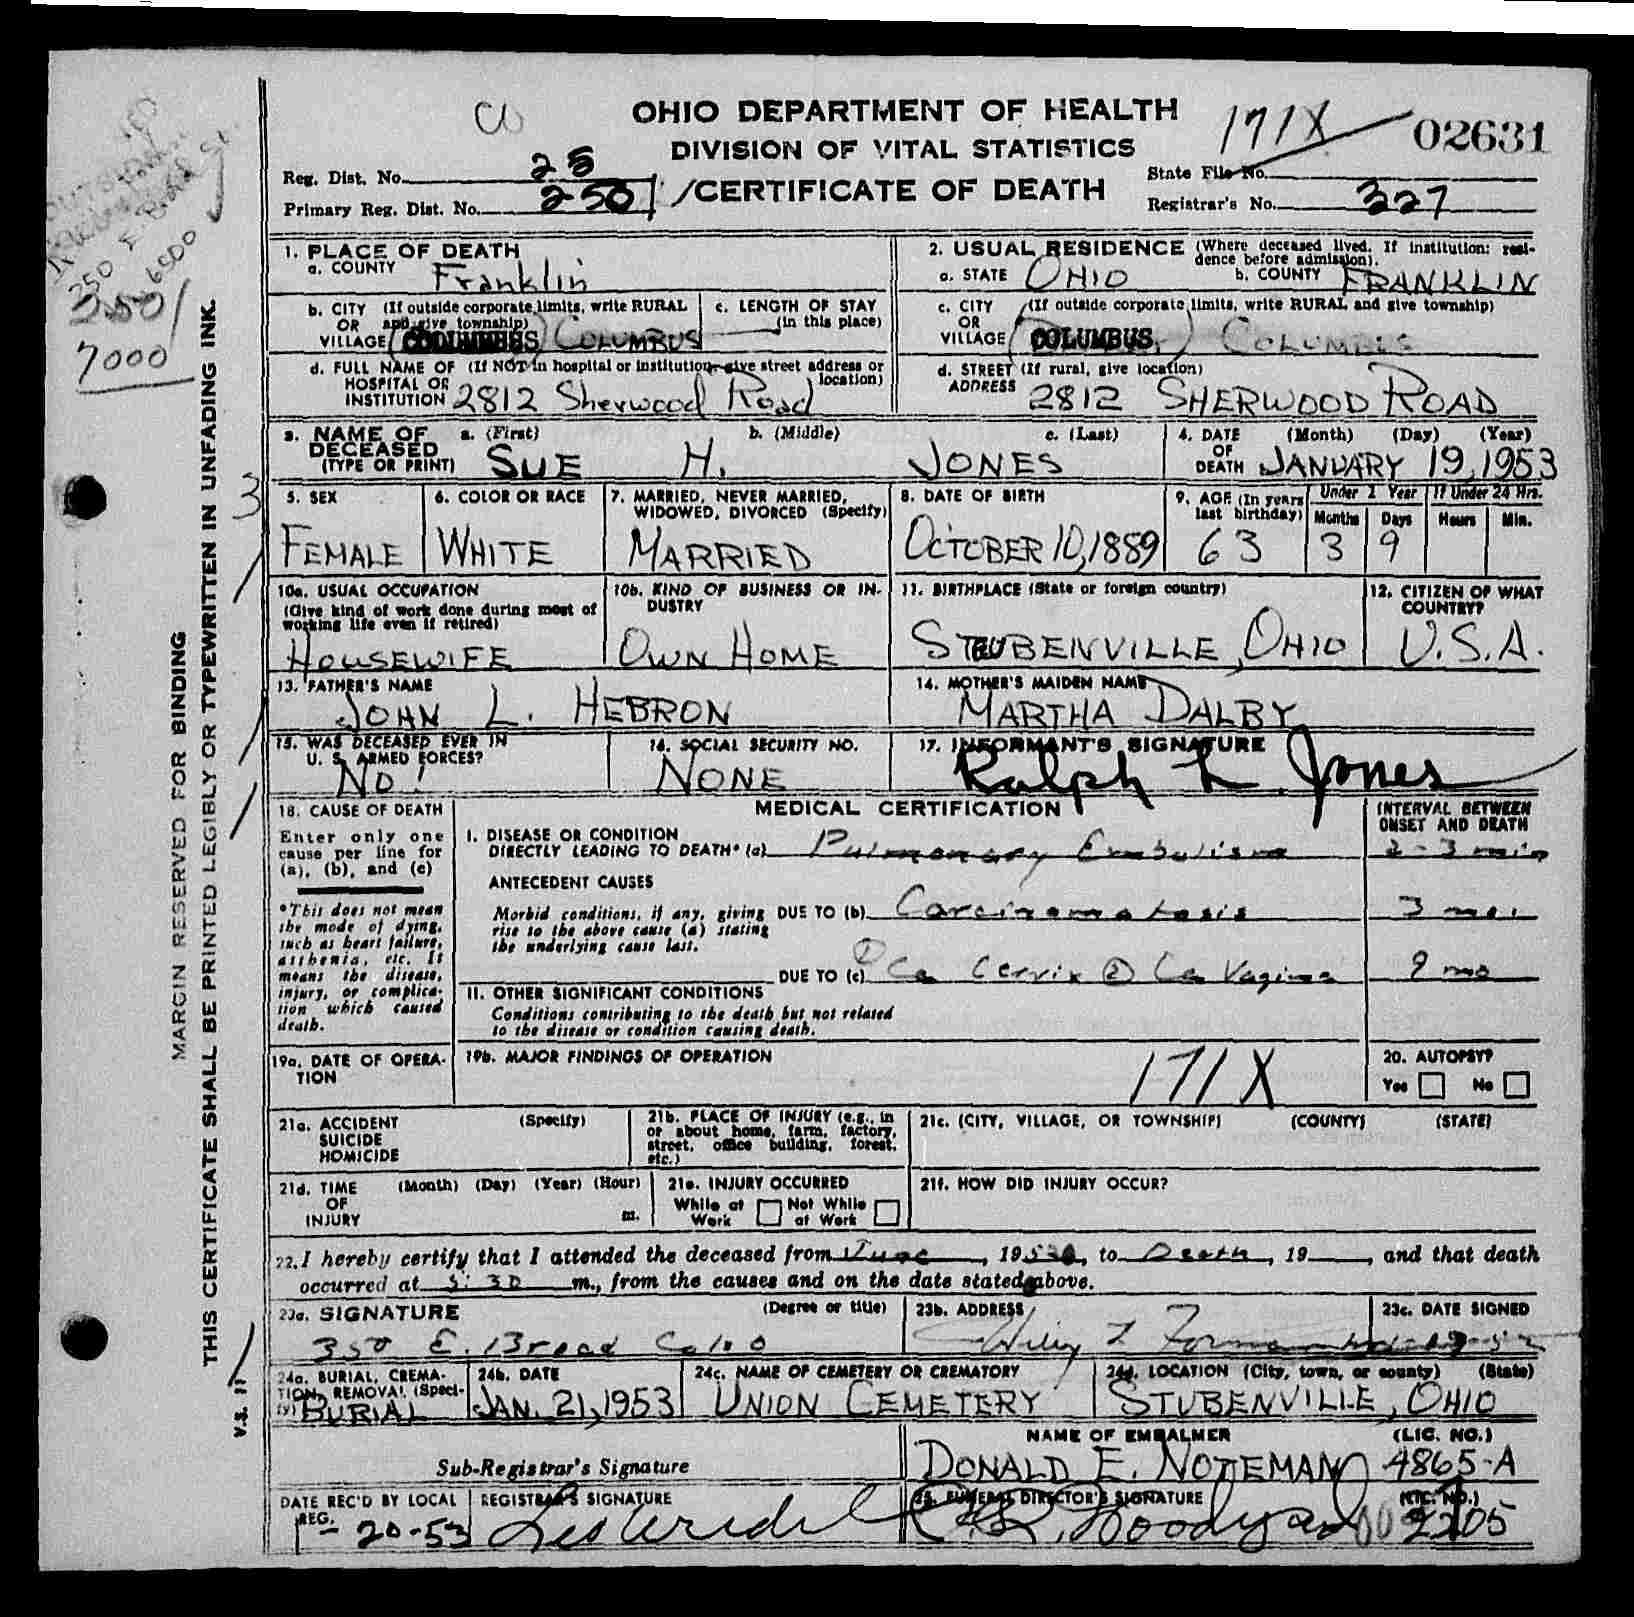 OHIO DEPARTMENT OF HEALTH
DIVISION OF VITAL STATISTICS
CERTIFICATE OF DEATH
171X
02631
Reg. Dist. No. 25
Primary Reg. Dist. No. 2501
State File No.
Registrar's No. 327
2501
7000
3
MARGIN RESERVED FOR BINDING
THIS CERTIFICATE SHALL BE PRINTED LEGIBLY OR TYPEWRITTEN IN UNFADING INK.
V.S. 11
1. PLACE OF DEATH
a. COUNTY Franklin
2. USUAL RESIDENCE (Where deceased lived. If institution: residence before admission).
a. STATE OHIO b. COUNTY FRANKLIN
b. CITY (If outside corporate limits, write RURAL and give township)
OR
VILLAGE COLUMBUS
c. LENGTH OF STAY (in this place)
c. CITY (If outside corporate limits, write RURAL and give township)
OR
VILLAGE COLUMBUS COLUMBUS
d. FULL NAME OF (If NOT in hospital or institution, give street address or location)
HOSPITAL OR
INSTITUTION 2812 Sherwood Road
d. STREET (If rural, give location)
ADDRESS 2812 SHERWOOD ROAD
3. NAME OF DECEASED (TYPE OR PRINT)
a. (First) b. (Middle) c. (Last)
SUE H. JONES
4. DATE OF DEATH (Month) (Day) (Year)
JANUARY 19, 1953
5. SEX
FEMALE
6. COLOR OR RACE
WHITE
7. MARRIED, NEVER MARRIED, WIDOWED, DIVORCED (Specify)
MARRIED
8. DATE OF BIRTH
OCTOBER 10, 1889
9. AGE (In years last birthday)
63
Under 1 Year
Months Days
3 9
If Under 24 Hrs.
Hours Min.
10a. USUAL OCCUPATION (Give kind of work done during most of working life even if retired)
HOUSEWIFE
10b. KIND OF BUSINESS OR INDUSTRY
OWN HOME
11. BIRTHPLACE (State or foreign country)
STEUBENVILLE, OHIO
12. CITIZEN OF WHAT COUNTRY?
U.S.A.
13. FATHER'S NAME
JOHN L. HEBRON
14. MOTHER'S MAIDEN NAME
MARTHA DALBY
15. WAS DECEASED EVER IN U. S. ARMED FORCES?
NO!
16. SOCIAL SECURITY NO.
NONE
17. INFORMANT'S SIGNATURE
Ralph L. Jones
18. CAUSE OF DEATH
Enter only one cause per line for (a), (b), and (c)
*This does not mean the mode of dying, such as heart failure, asthenia, etc. It means the disease, injury, or complication which caused death.
MEDICAL CERTIFICATION
INTERVAL BETWEEN ONSET AND DEATH
I. DISEASE OR CONDITION DIRECTLY LEADING TO DEATH* (a) Pulmonary Embolism 2-3 min
ANTECEDENT CAUSES
Morbid conditions, if any, giving rise to the above cause (a) stating the underlying cause last.
DUE TO (b) Carcinomatosis 3 mo.
DUE TO (c) ① Ca Cervix ② Ca Vagina 9 mo
II. OTHER SIGNIFICANT CONDITIONS
Conditions contributing to the death but not related to the disease or condition causing death.
19a. DATE OF OPERATION
19b. MAJOR FINDINGS OF OPERATION
171X
20. AUTOPSY?
Yes No
21a. ACCIDENT SUICIDE HOMICIDE (Specify)
21b. PLACE OF INJURY (e.g., in or about home, farm, factory, street, office building, forest, etc.)
21c. (CITY, VILLAGE, OR TOWNSHIP) (COUNTY) (STATE)
21d. TIME OF INJURY (Month) (Day) (Year) (Hour) m.
21e. INJURY OCCURRED
While at Work Not While at Work
21f. HOW DID INJURY OCCUR?
22. I hereby certify that I attended the deceased from June, 1952, to Death, 19 , and that death
occurred at 5:30 m., from the causes and on the date stated above.
23a. SIGNATURE (Degree or title)
350 E. Broad Col. O
23b. ADDRESS
23c. DATE SIGNED
24a. BURIAL, CREMATION, REMOVAL (Specify)
BURIAL
24b. DATE
JAN. 21, 1953
24c. NAME OF CEMETERY OR CREMATORY
UNION CEMETERY
24d. LOCATION (City, town, or county) (State)
STUBENVILLE, OHIO
Sub-Registrar's Signature
NAME OF EMBALMER (LIC. NO.)
DONALD E. NOTEMAN 4865-A
DATE REC'D BY LOCAL REG.
1-20-53
REGISTRAR'S SIGNATURE
25. FUNERAL DIRECTOR'S SIGNATURE (LIC. NO.)